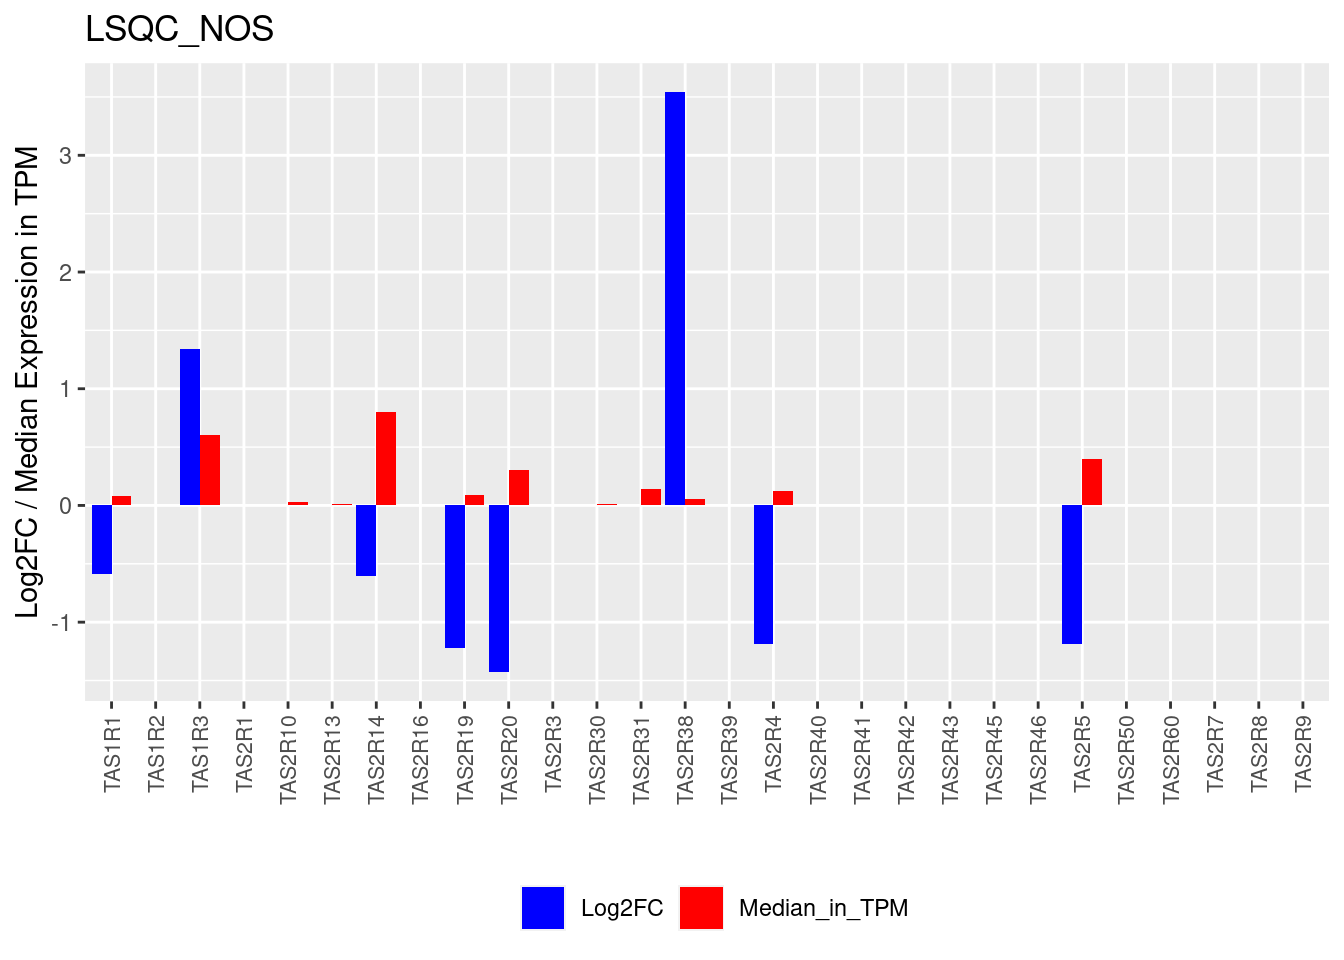 LSQC_NOS
Log2FC / Median Expression in TPM
3
2
1
0
-1
TAS1R1
TAS1R2
TAS1R3
TAS2R1
TAS2R10
TAS2R13
TAS2R14
TAS2R16
TAS2R19
TAS2R20
TAS2R3
TAS2R30
TAS2R31
TAS2R38
TAS2R39
TAS2R4
TAS2R40
TAS2R41
TAS2R42
TAS2R43
TAS2R45
TAS2R46
TAS2R5
TAS2R50
TAS2R60
TAS2R7
TAS2R8
TAS2R9
Log2FC
Median_in_TPM